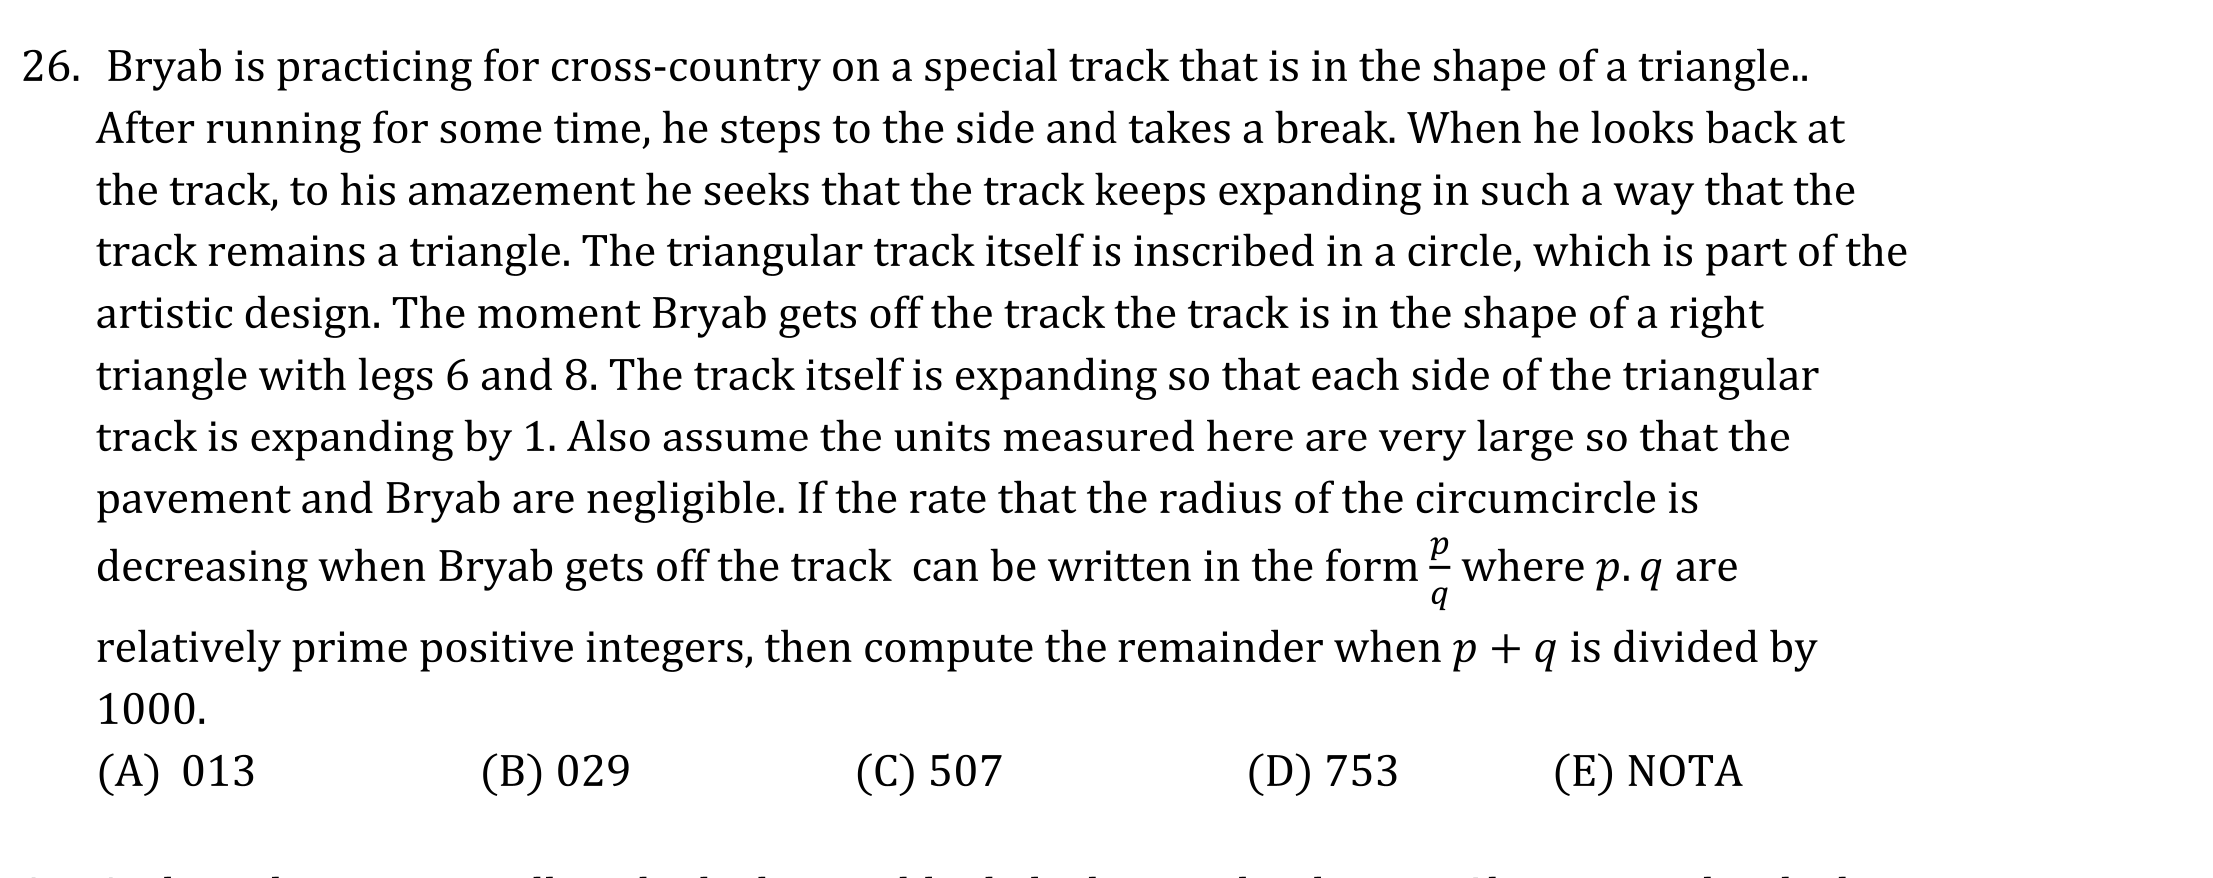 26. Bryab is practicing for cross-country on a special track that is in the shape of a triangle..
After running for some time, he steps to the side and takes a break. When he looks back at
the track, to his amazement he seeks that the track keeps expanding in such a way that the
track remains a triangle. The triangular track itself is inscribed in a circle, which is part of the
artistic design. The moment Bryab gets off the track the track is in the shape of a right
triangle with legs 6 and 8. The track itself is expanding so that each side of the triangular
track is expanding by 1. Also assume the units measured here are very large so that the
pavement and Bryab are negligible. If the rate that the radius of the circumcircle is
decreasing when Bryab gets off the track can be written in the form p/q where p. q are
relatively prime positive integers, then compute the remainder when p + q is divided by
1000.
(A) 013 (B) 029 (C) 507 (D) 753 (E) NOTA